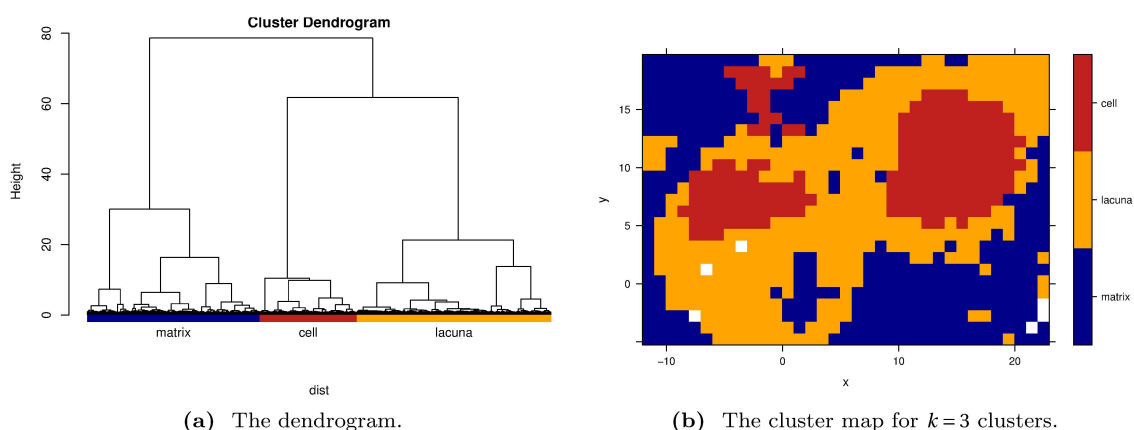 Cluster Dendrogram
Height
0
20
40
60
80
matrix cell lacuna
dist
(a) The dendrogram.
y
0
5
10
15
−10 0 10 20
x
cell
lacuna
matrix
(b) The cluster map for k=3 clusters.